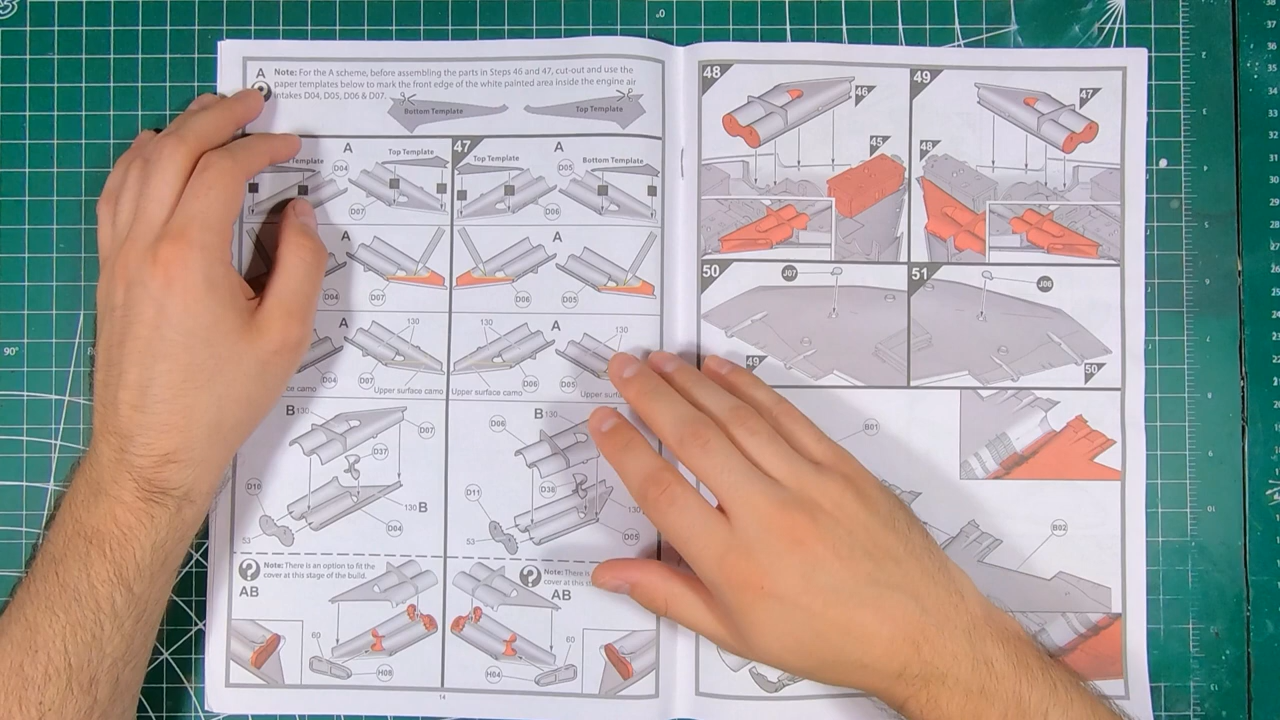 A Note: For the A scheme, before assembling the parts in Steps 46 and 47, cut-out and use the
paper templates below to mark the front edge of the white painted area inside the engine air
intakes D04, D05, D06 & D07.
Bottom Template
Top Template
A
Top Template
D04
D07
47
Top Template
A
Bottom Template
D05
D06
A
D04
D07
A
D06
D05
A
130
D04
D07
Upper surface camo
130
A
130
D06
D05
Upper surface camo
B
130
D07
D37
D10
130 B
D04
53
B
130
D06
D38
D11
130
D05
53
Note: There is an option to fit the
cover at this stage of the build.
AB
60
H08
Note: There is
cover at this
AB
60
H04
14
48
46
45
49
47
48
50
J07
49
51
J06
50
B01
B02